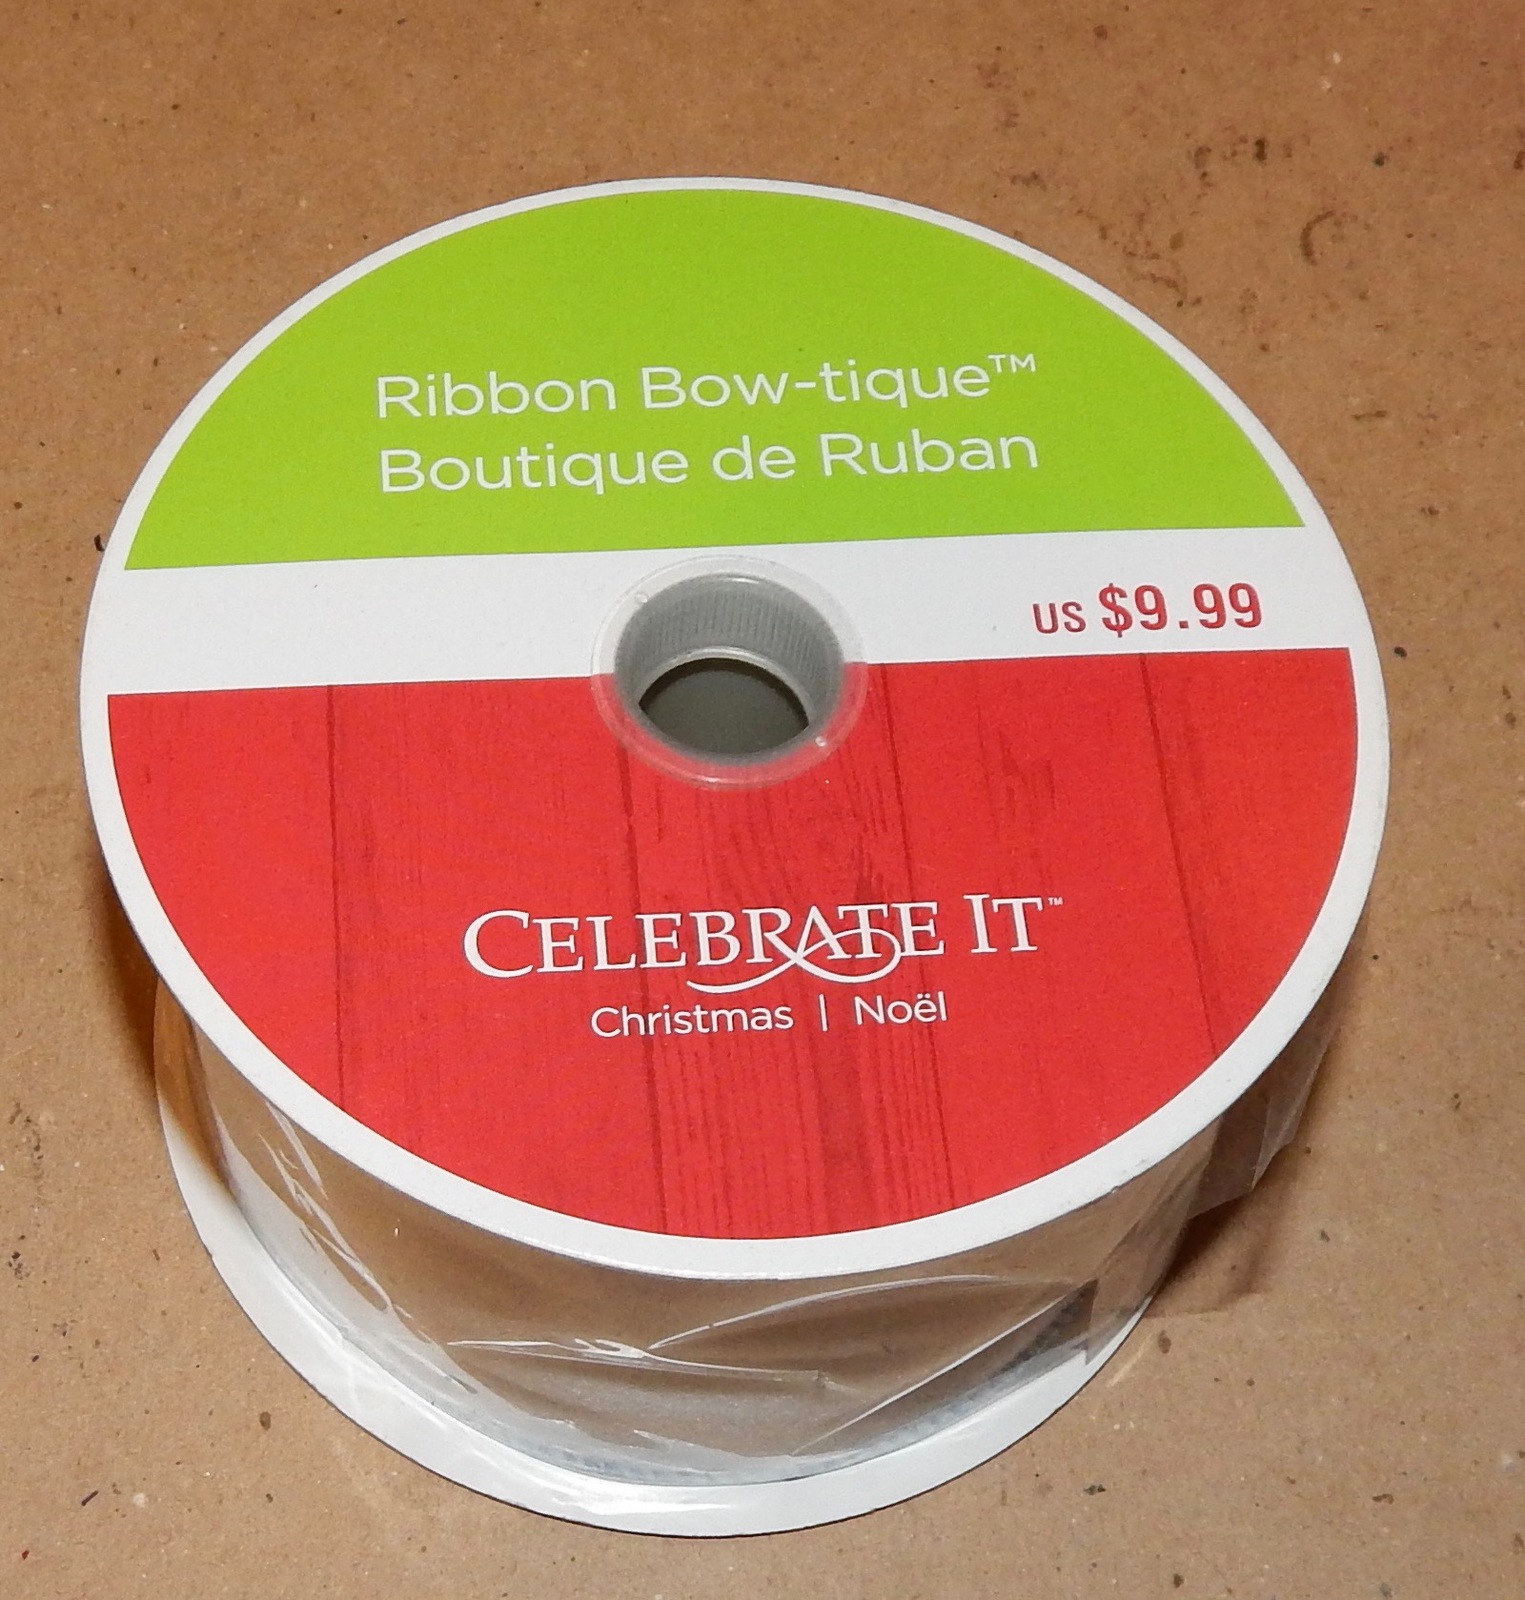 Ribbon Bow-tique™
Boutique de Ruban
US $9.99
CELEBRATE IT™
Christmas | Noël